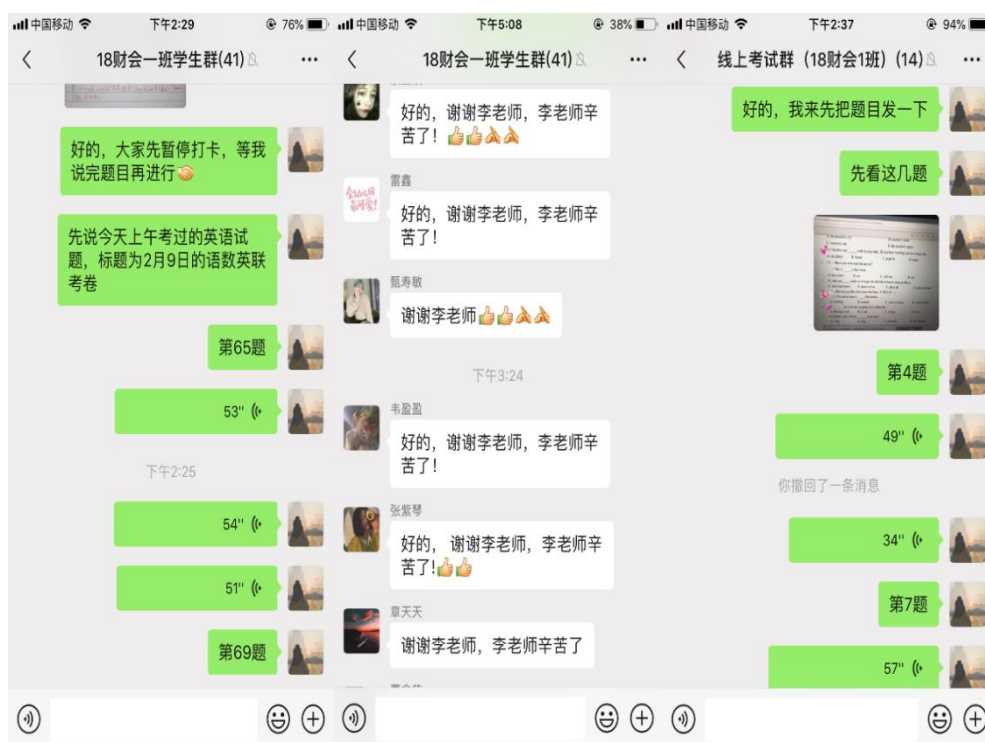 中国移动
下午2:29
76%
18财会一班学生群(41)
好的，大家先暂停打卡，等我
说完题目再进行
先说今天上午考过的英语试
题，标题为2月9日的语数英联
考卷
第65题
53"
下午2:25
54"
51"
第69题
中国移动
下午5:08
38%
18财会一班学生群(41)
好的，谢谢李老师，李老师辛
苦了！
雷鑫
好的，谢谢李老师，李老师辛
苦了!
甄寿敏
谢谢李老师
下午3:24
韦盈盈
好的，谢谢李老师，李老师辛
苦了!
张紫琴
好的， 谢谢李老师，李老师辛
苦了!
章天天
谢谢李老师，李老师辛苦了
中国移动
下午2:37
94%
线上考试群（18财会1班）(14)
好的，我来先把题目发一下
先看这几题
第4题
49"
你撤回了一条消息
34"
第7题
57"